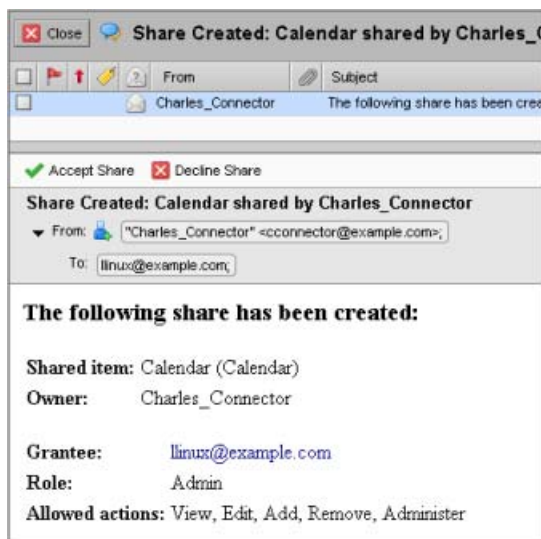 Close Share Created: Calendar shared by Charles_
From Subject
Charles_Connector The following share has been crea
Accept Share Decline Share
Share Created: Calendar shared by Charles_Connector
From: "Charles_Connector" <cconnector@example.com>;
To: llinux@example.com;
The following share has been created:
Shared item: Calendar (Calendar)
Owner: Charles_Connector
Grantee: llinux@example.com
Role: Admin
Allowed actions: View, Edit, Add, Remove, Administer